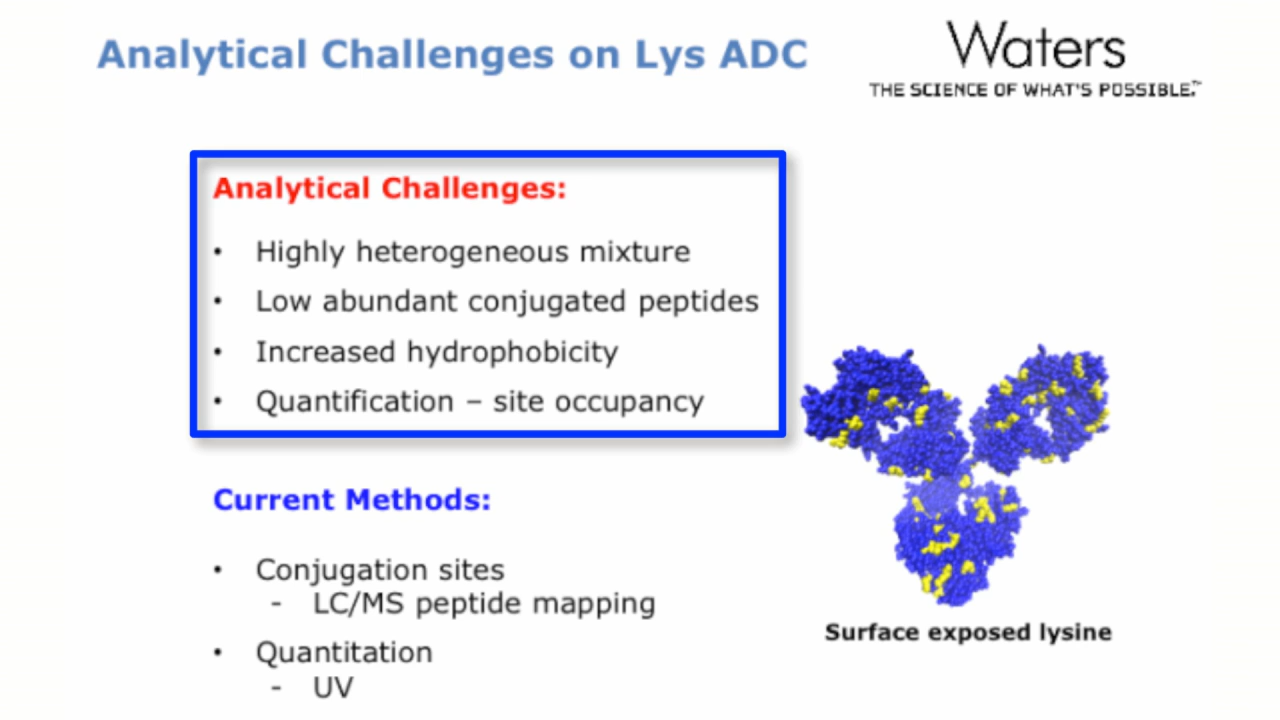 Analytical Challenges on Lys ADC
Waters
THE SCIENCE OF WHAT'S POSSIBLE.™
Analytical Challenges:
• Highly heterogeneous mixture
• Low abundant conjugated peptides
• Increased hydrophobicity
• Quantification – site occupancy
Current Methods:
• Conjugation sites
- LC/MS peptide mapping
• Quantitation
- UV
Surface exposed lysine